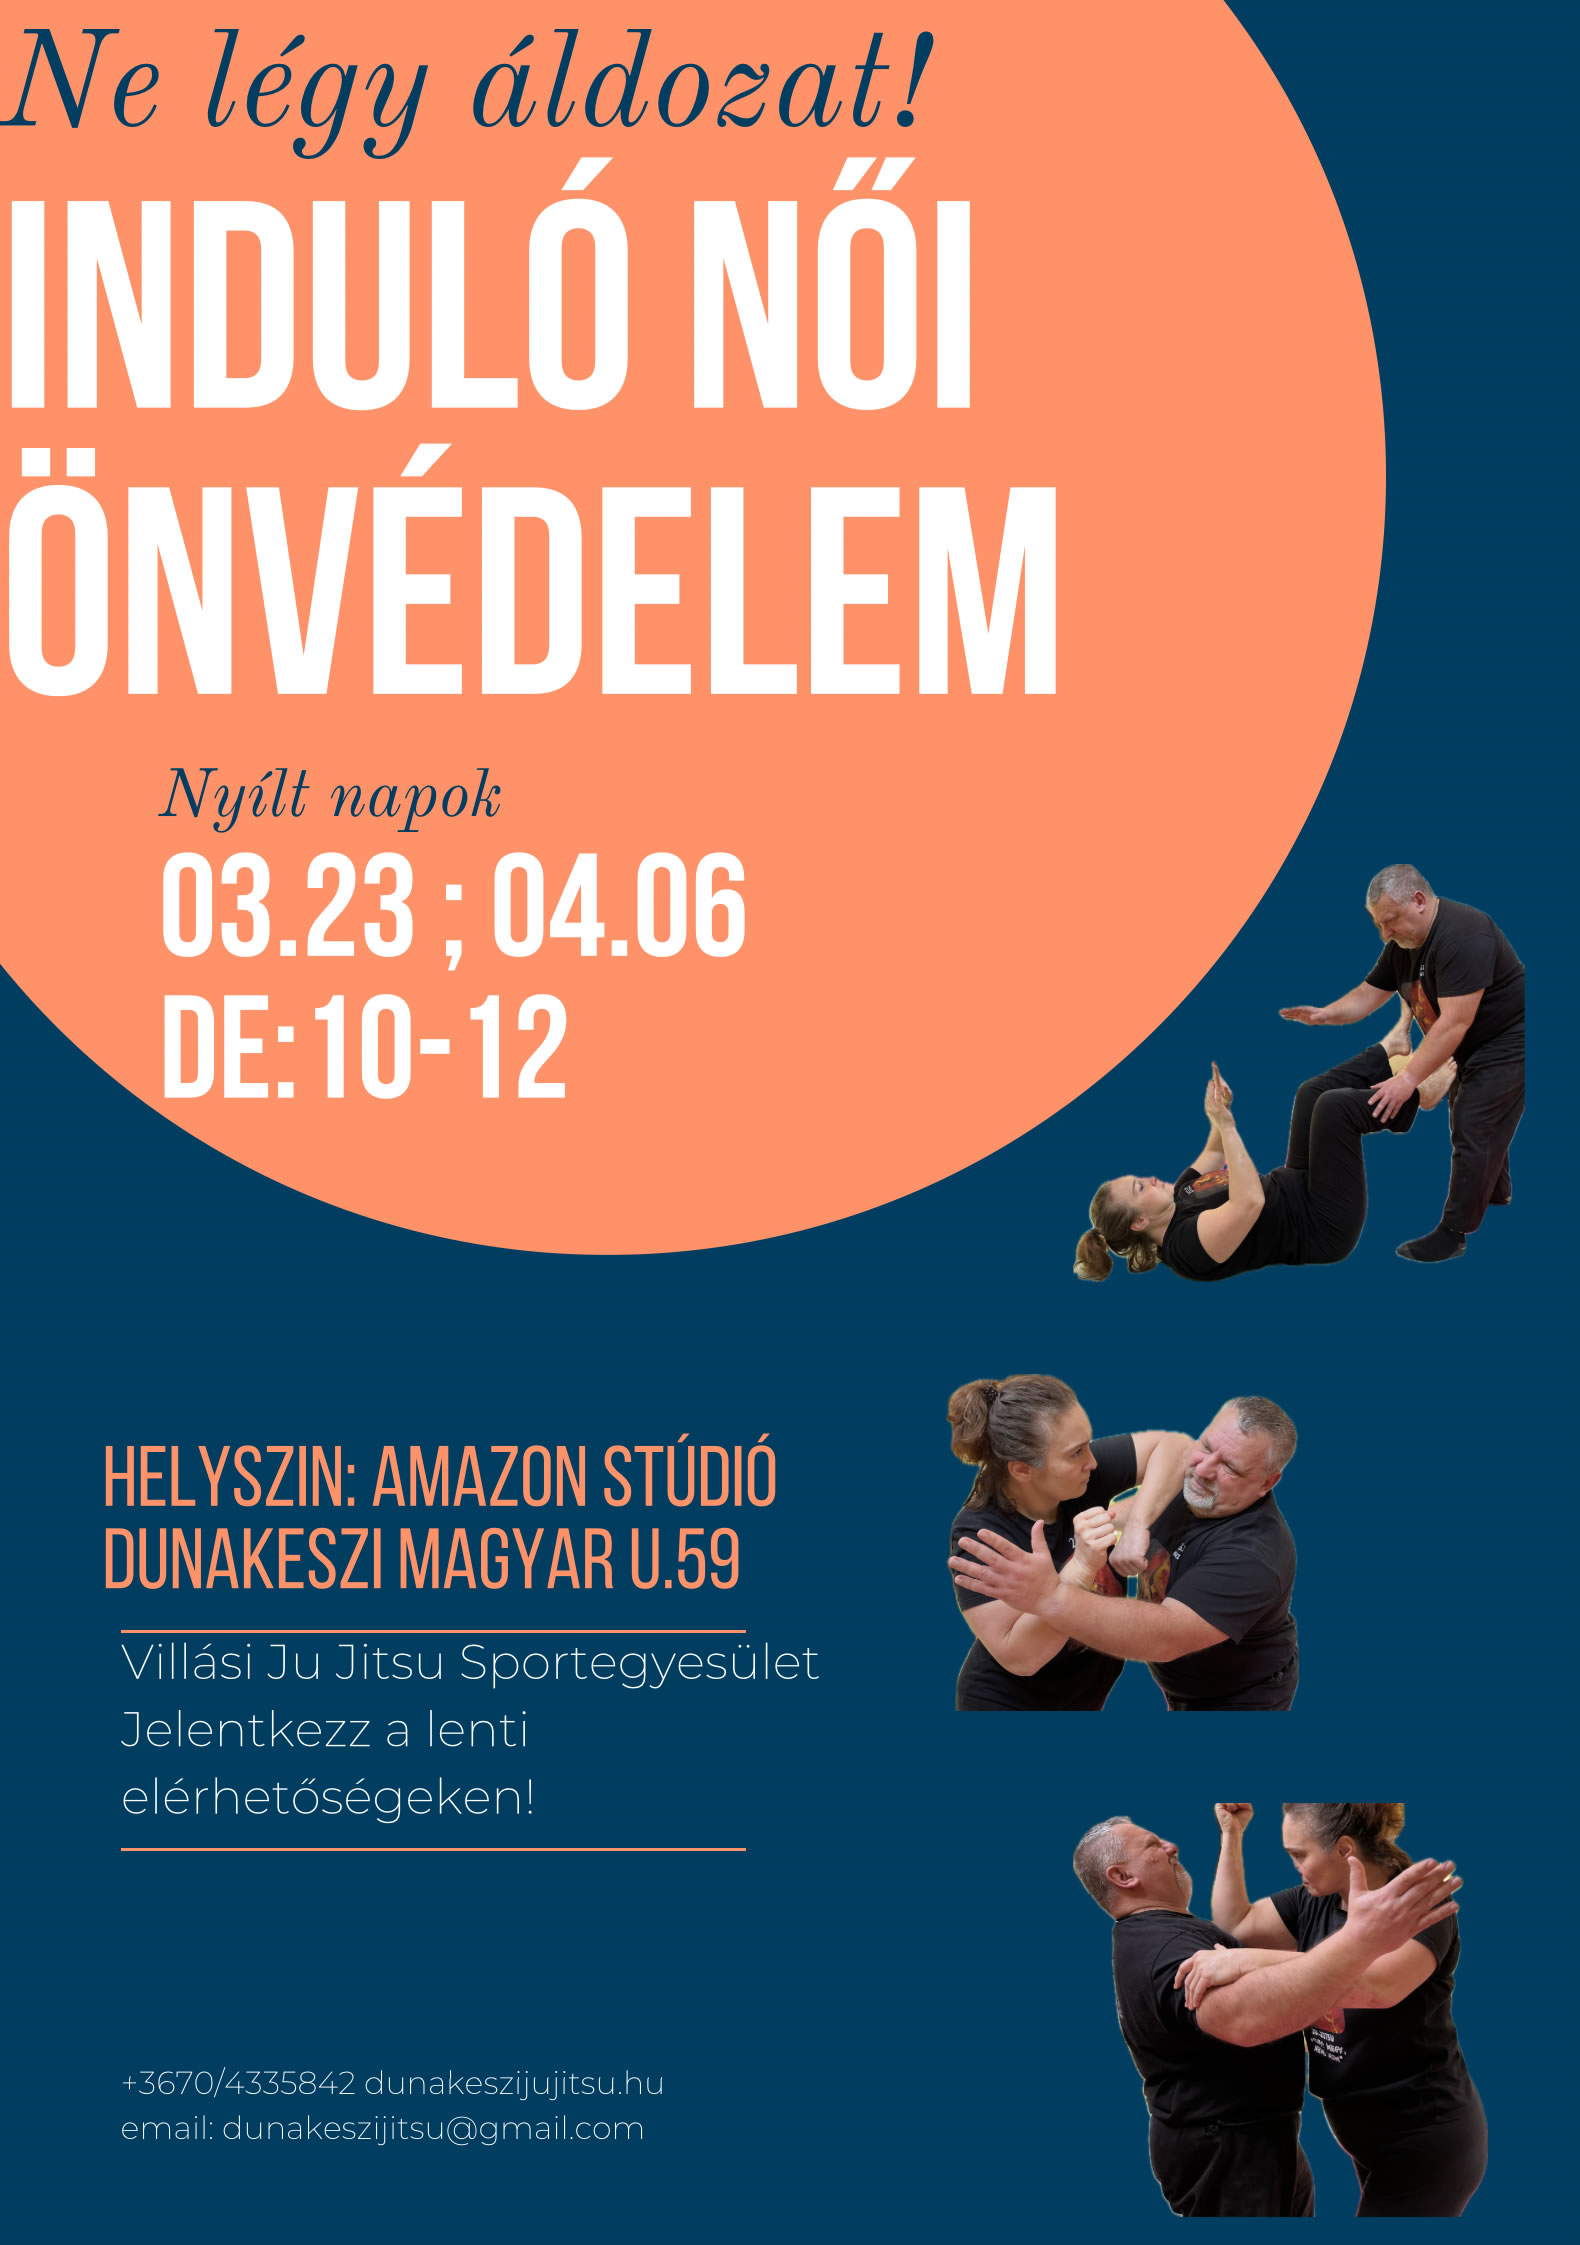 Ne légy áldozat!
INDULÓ NŐI
ÖNVÉDELEM
Nyílt napok
03.23 ; 04.06
DE:10-12
HELYSZIN: AMAZON STÚDIÓ
DUNAKESZI MAGYAR U.59
Villási Ju Jitsu Sportegyesület
Jelentkezz a lenti
elérhetőségeken!
+3670/4335842 dunakeszijujitsu.hu
email: dunakeszijitsu@gmail.com